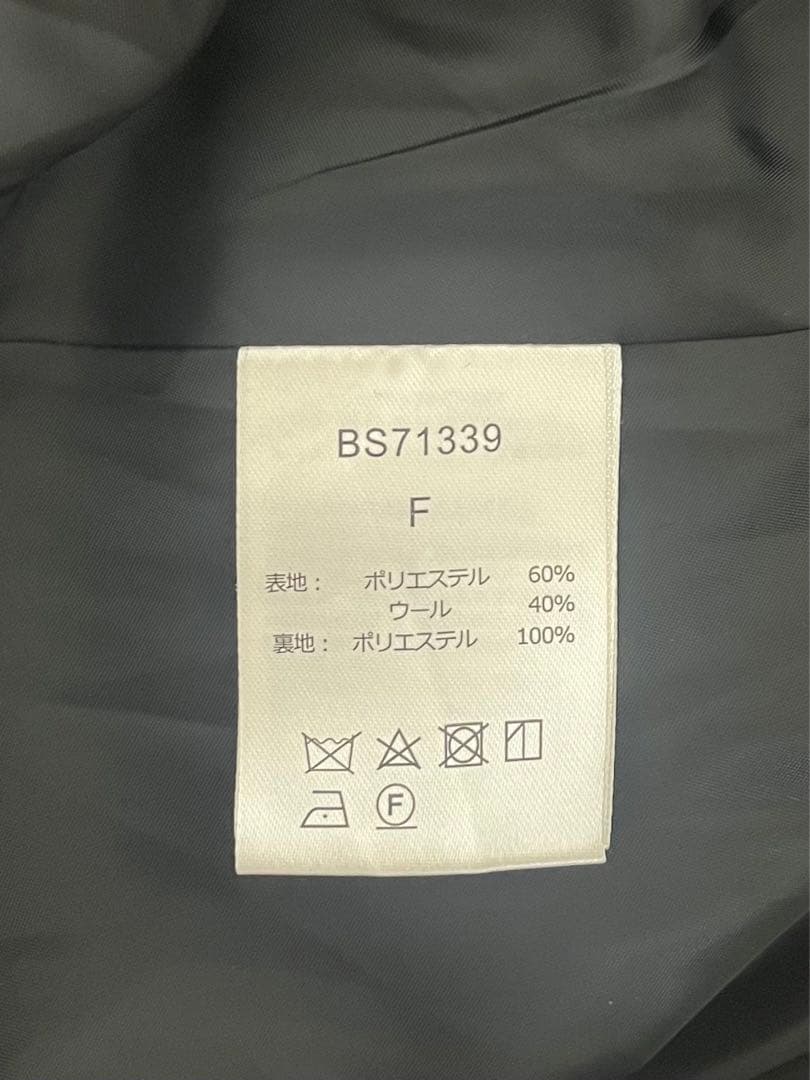 BS71339
F
表地： ポリエステル 60%
ウール 40%
裏地： ポリエステル 100%
F